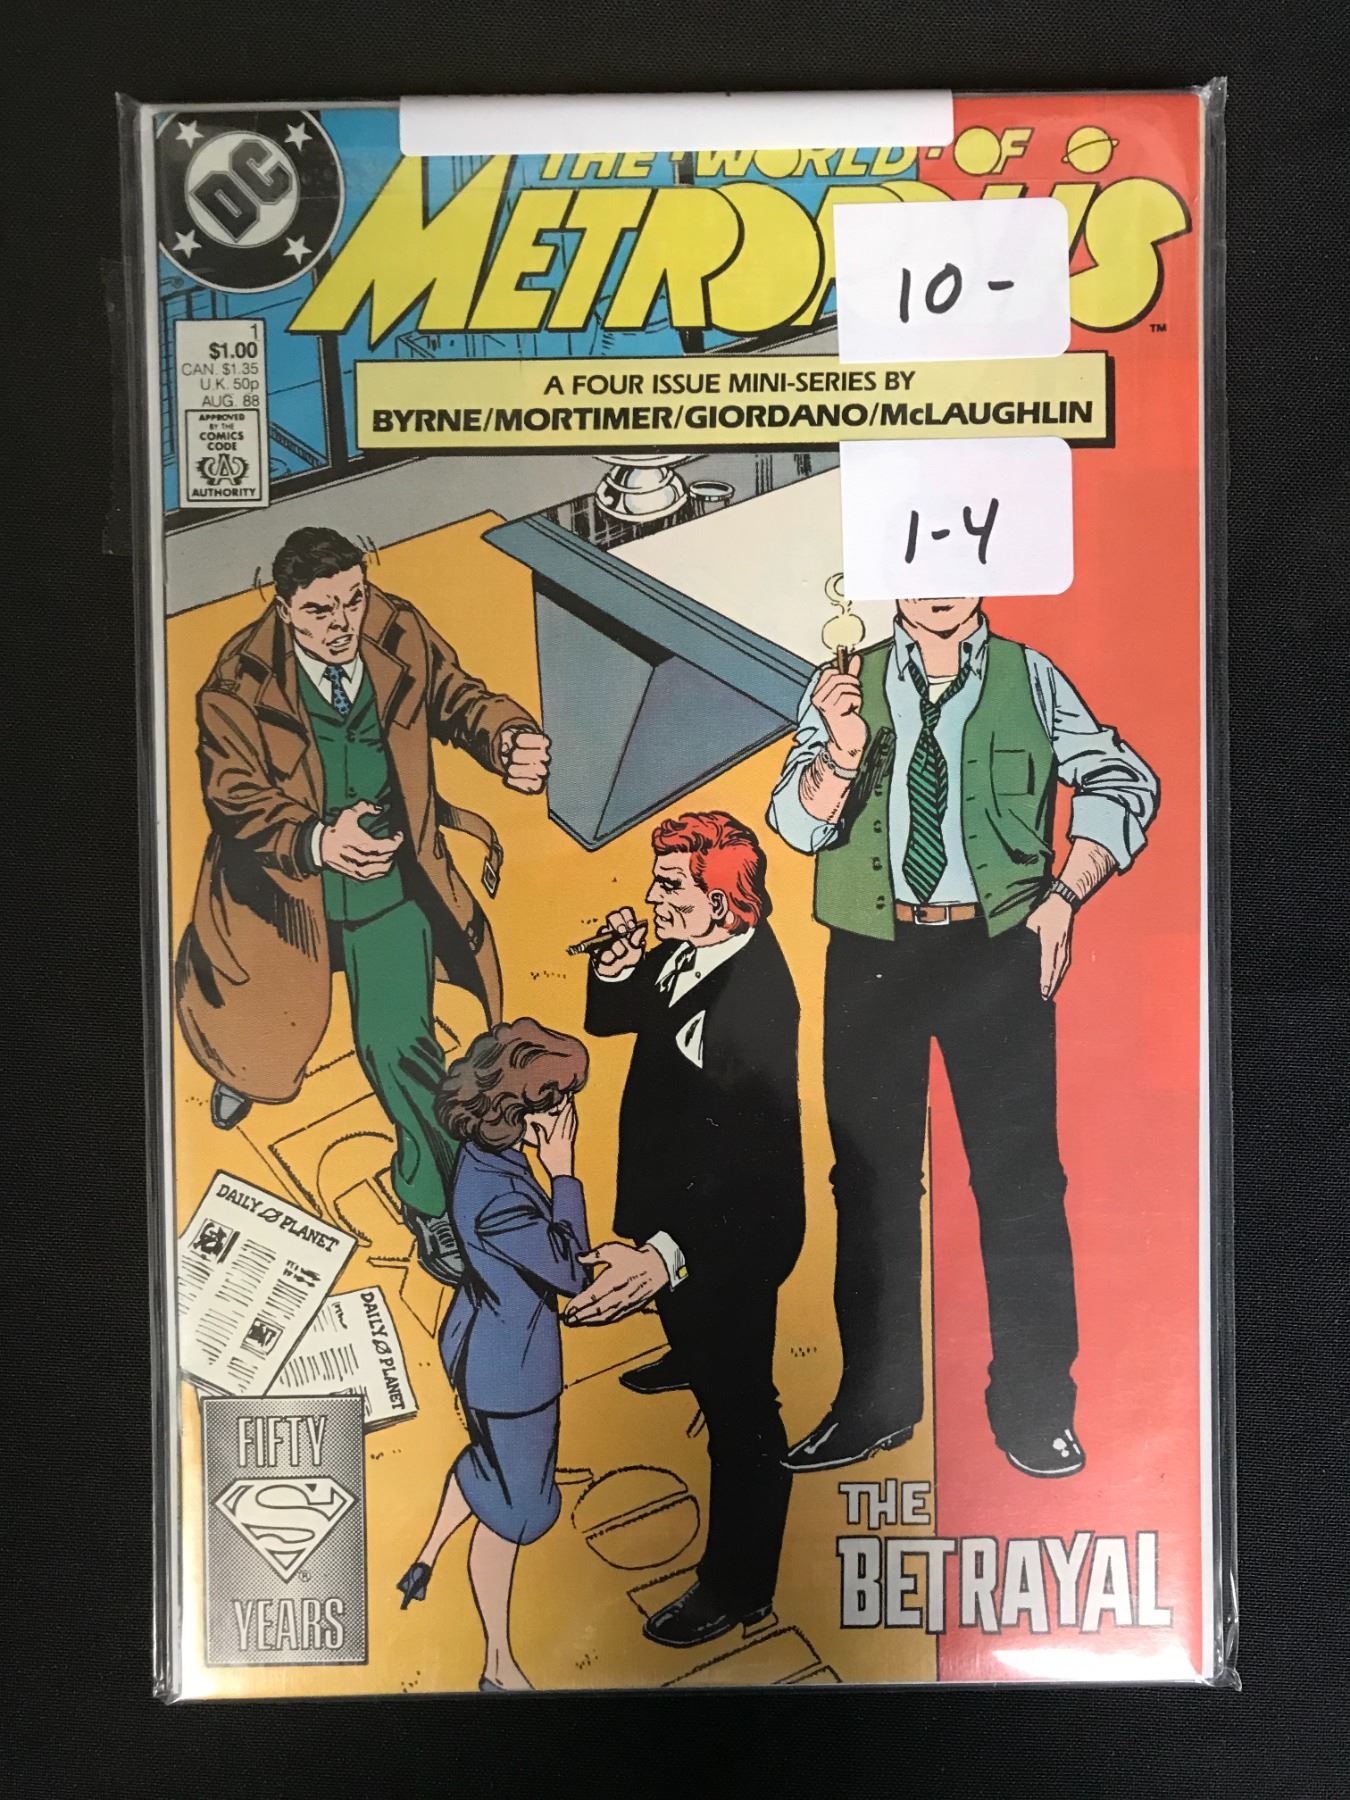 DC
THE WORLD OF
METROPOLIS
TM
10-
1
$1.00
CAN. $1.35
U.K. 50p
AUG. 88
APPROVED
BY THE
COMICS
CODE
A
AUTHORITY
A FOUR ISSUE MINI-SERIES BY
BYRNE/MORTIMER/GIORDANO/McLAUGHLIN
1-4
DAILY PLANET
DAILY PLANET
FIFTY
S
®
YEARS
THE
BETRAYAL